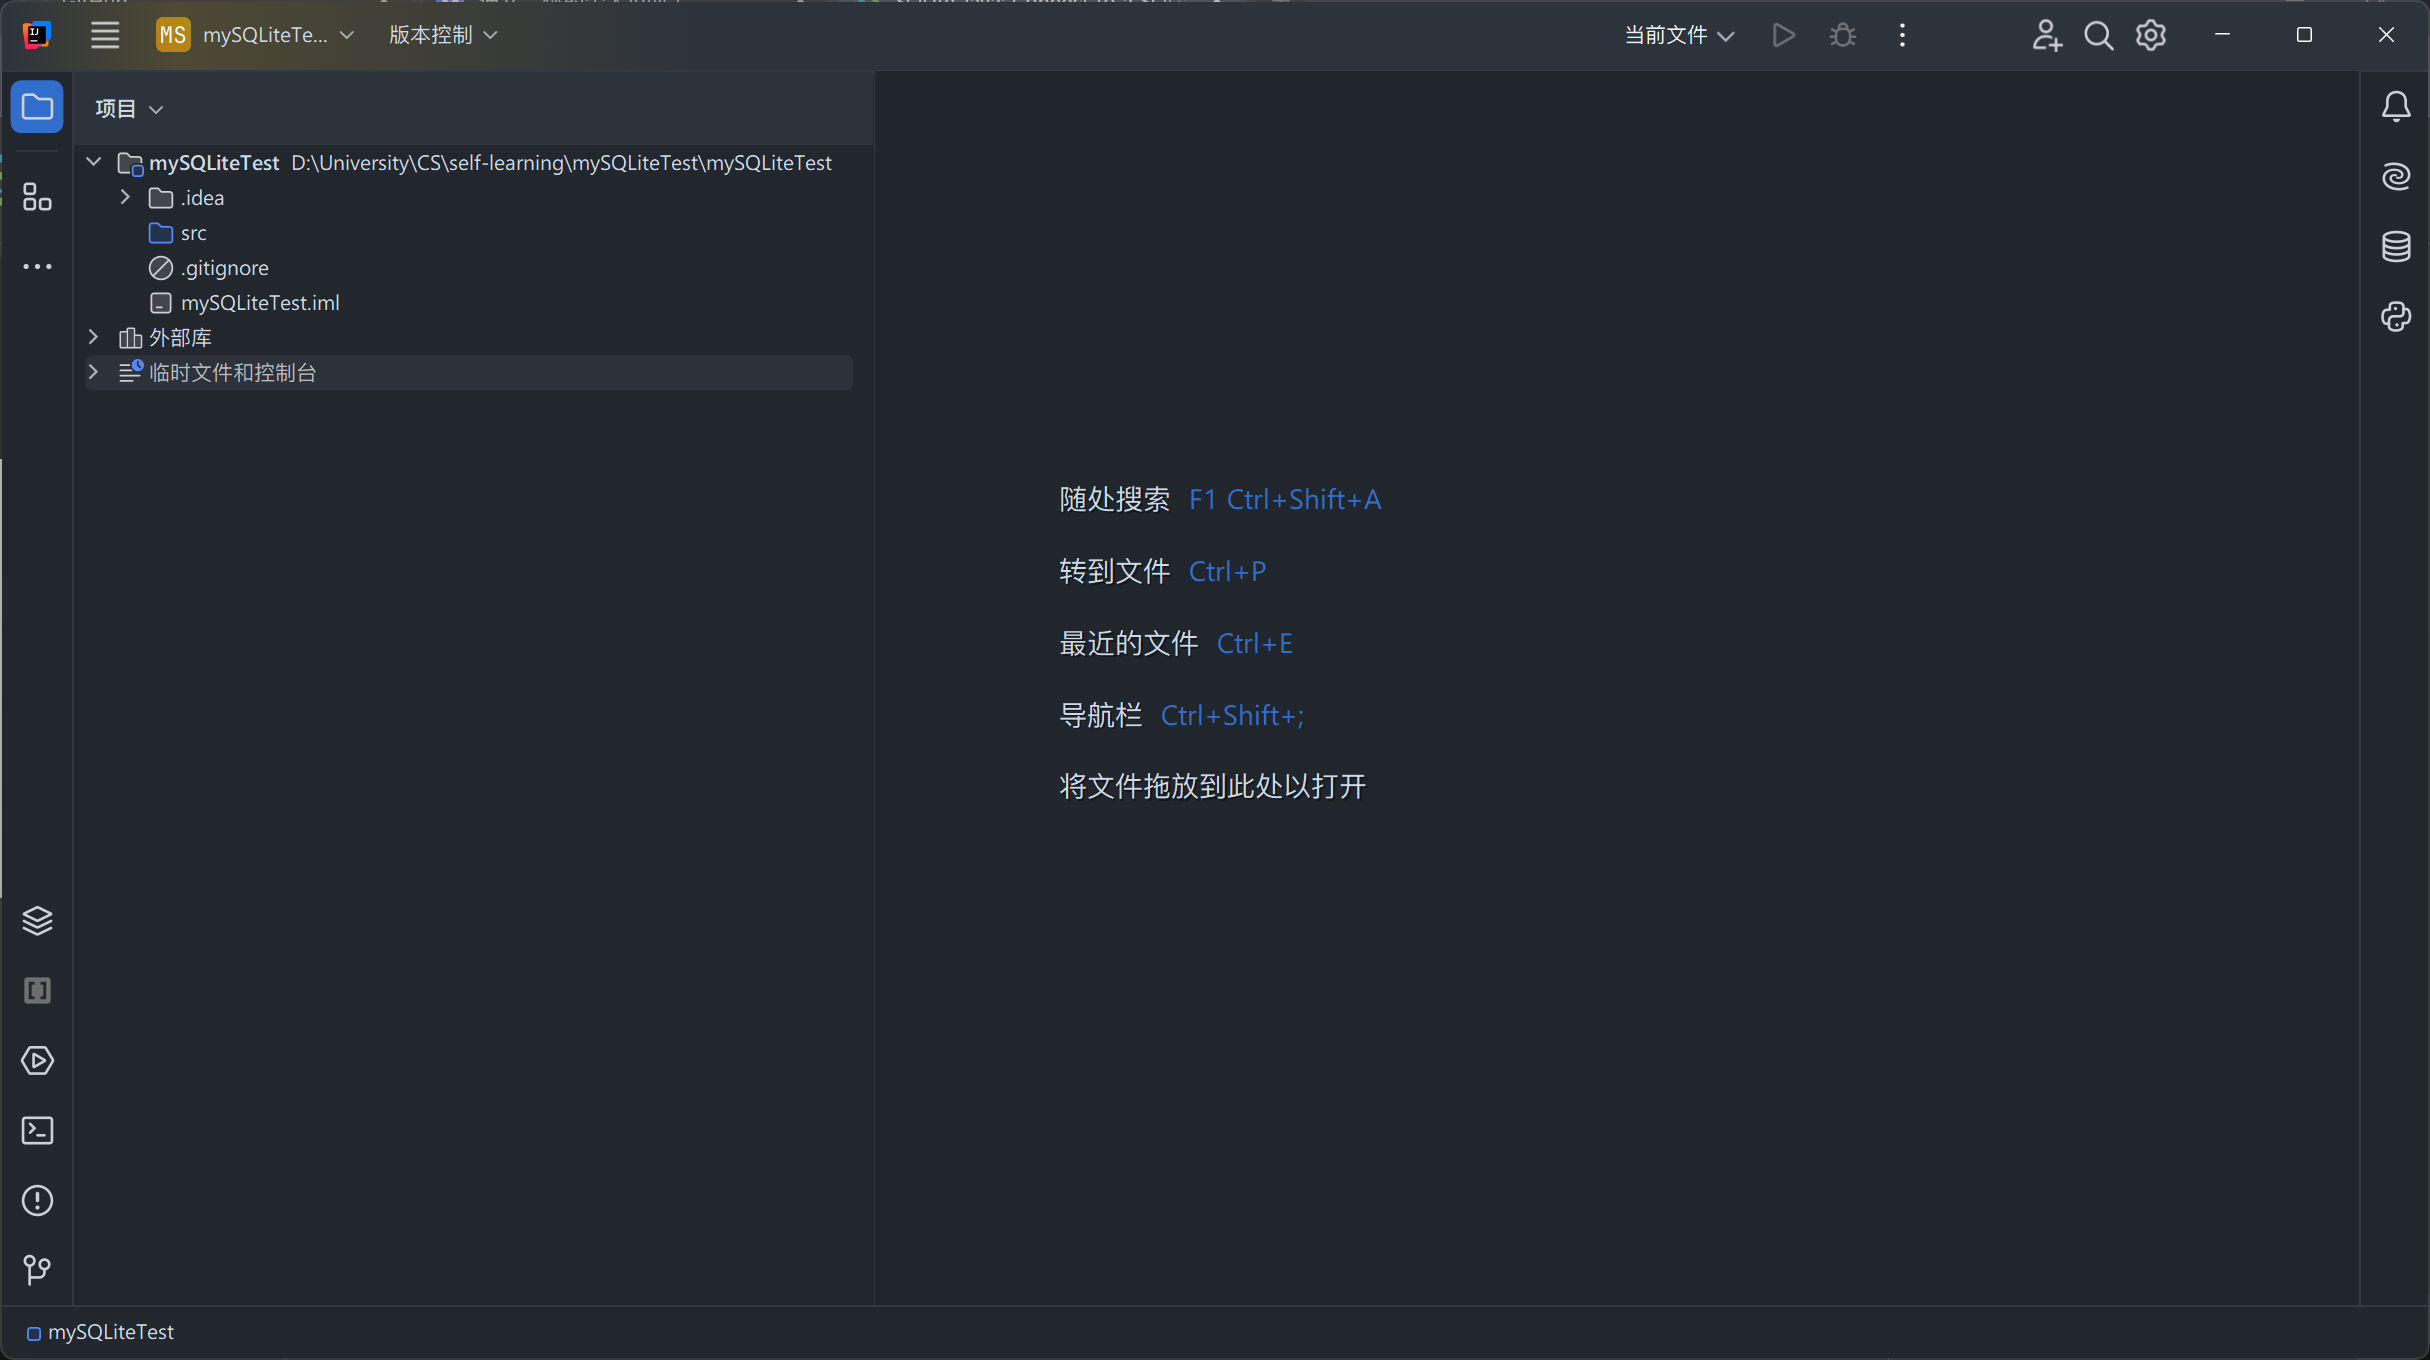 MS mySQLiteTe... 版本控制 当前文件
项目
mySQLiteTest D:\University\CS\self-learning\mySQLiteTest\mySQLiteTest
.idea
src
.gitignore
mySQLiteTest.iml
外部库
临时文件和控制台
随处搜索 F1 Ctrl+Shift+A
转到文件 Ctrl+P
最近的文件 Ctrl+E
导航栏 Ctrl+Shift+;
将文件拖放到此处以打开
mySQLiteTest